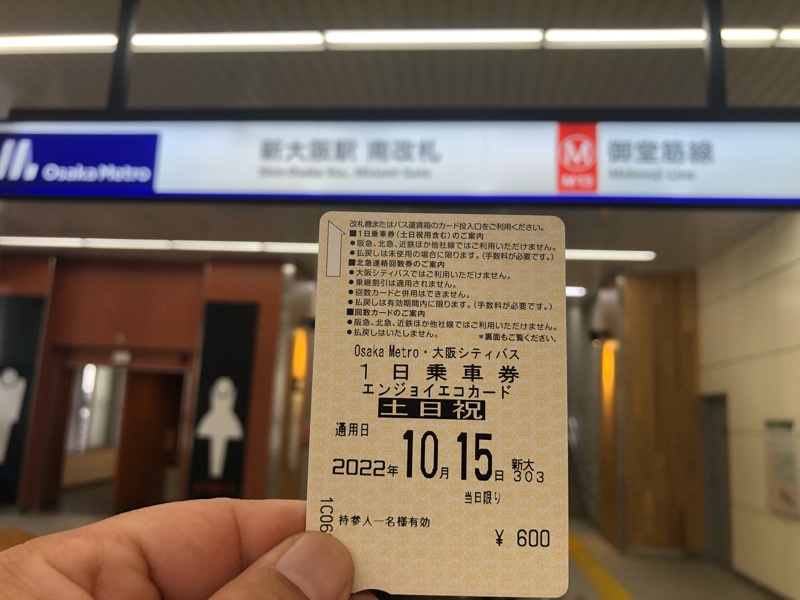 Osaka Metro
新大阪駅 南改札
Shin-Osaka Sta. Minami Gate
M
M13
御堂筋線
Midosuji Line
改札機またはバス運賃箱のカード投入口をご利用ください。
■1日乗車券(土日祝用含む)のご案内
●阪急、北急、近鉄ほか他社線ではご利用いただけません。
●払戻しは未使用の場合に限ります。(手数料が必要です。)
■北急連絡回数券のご案内
●大阪シティバスではご利用いただけません。
●乗継割引は適用されません。
●回数カードと併用はできません。
●払戻しは有効期間内に限ります。(手数料が必要です。)
■回数カードのご案内
●阪急、北急、近鉄ほか他社線ではご利用いただけません。
●払戻しはいたしません。 *裏面もご覧ください。
Osaka Metro・大阪シティバス
1日乗車券
エンジョイエコカード
土日祝
通用日
2022年10月15日 新大
303
当日限り
1C06
持参人一名様有効
¥ 600